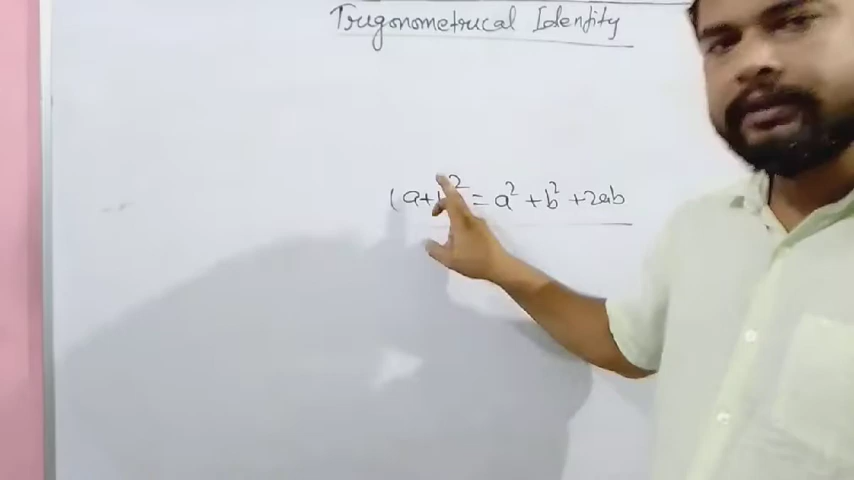 Trigonometrical Identity
(a+b)² = a² + b² + 2ab